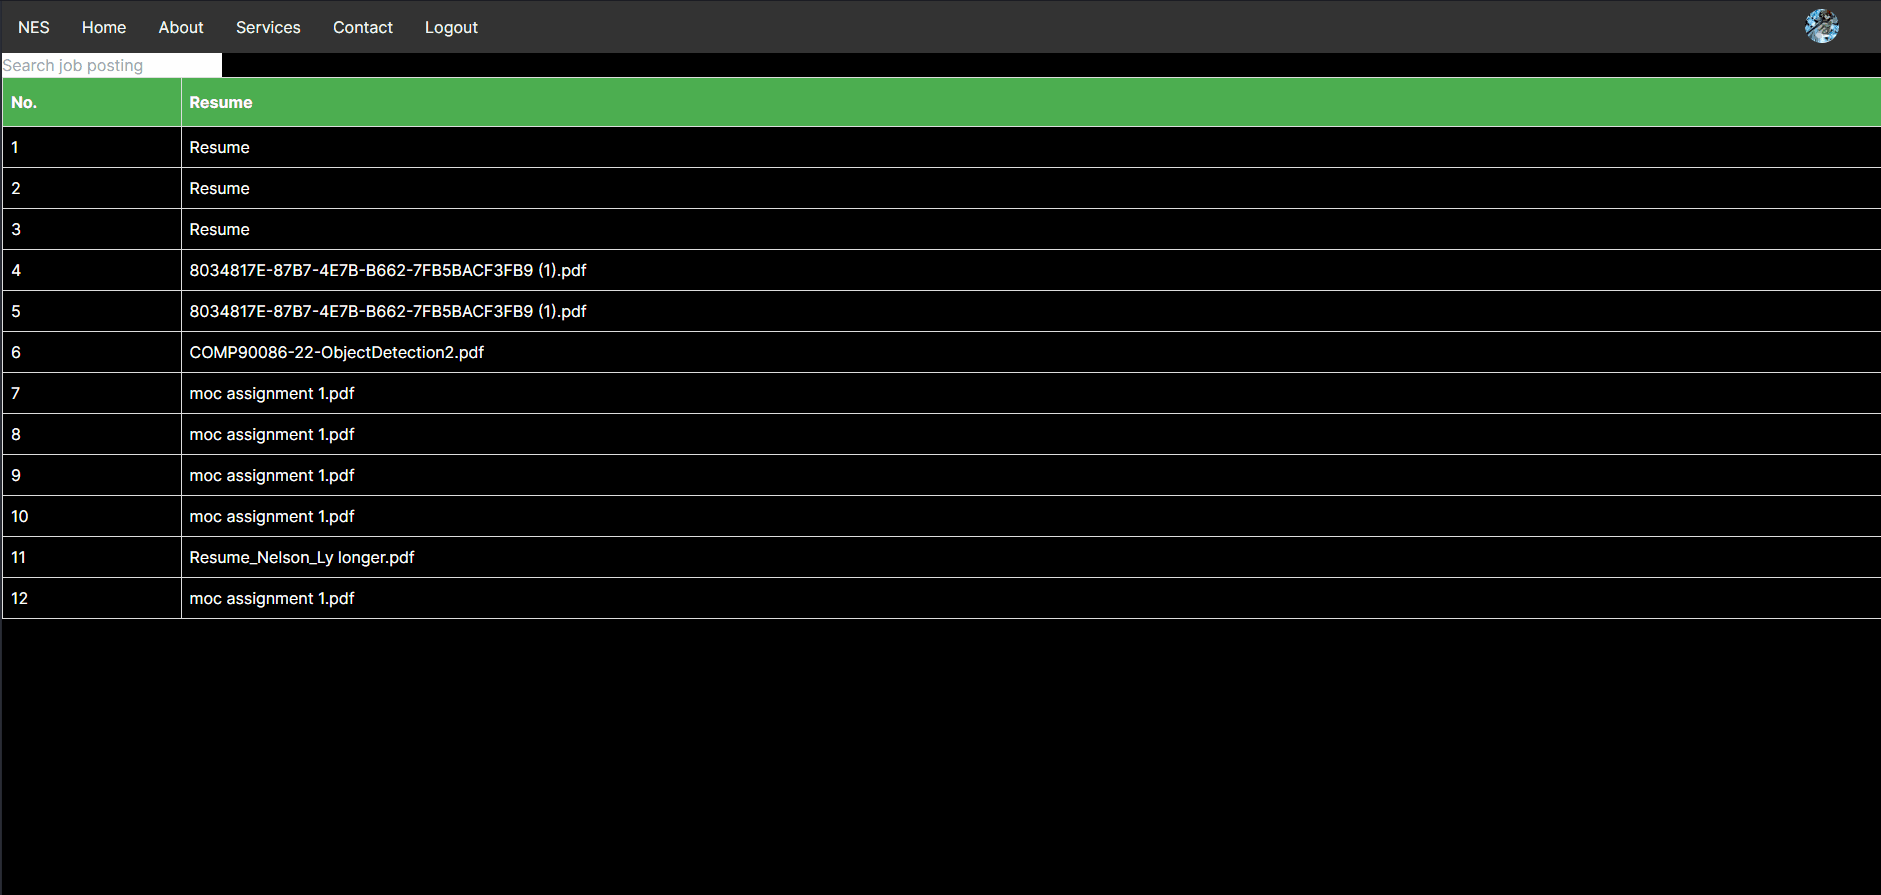 NES Home About Services Contact Logout
Search job posting
No. Resume
1 Resume
2 Resume
3 Resume
4 8034817E-87B7-4E7B-B662-7FB5BACF3FB9 (1).pdf
5 8034817E-87B7-4E7B-B662-7FB5BACF3FB9 (1).pdf
6 COMP90086-22-ObjectDetection2.pdf
7 moc assignment 1.pdf
8 moc assignment 1.pdf
9 moc assignment 1.pdf
10 moc assignment 1.pdf
11 Resume_Nelson_Ly longer.pdf
12 moc assignment 1.pdf